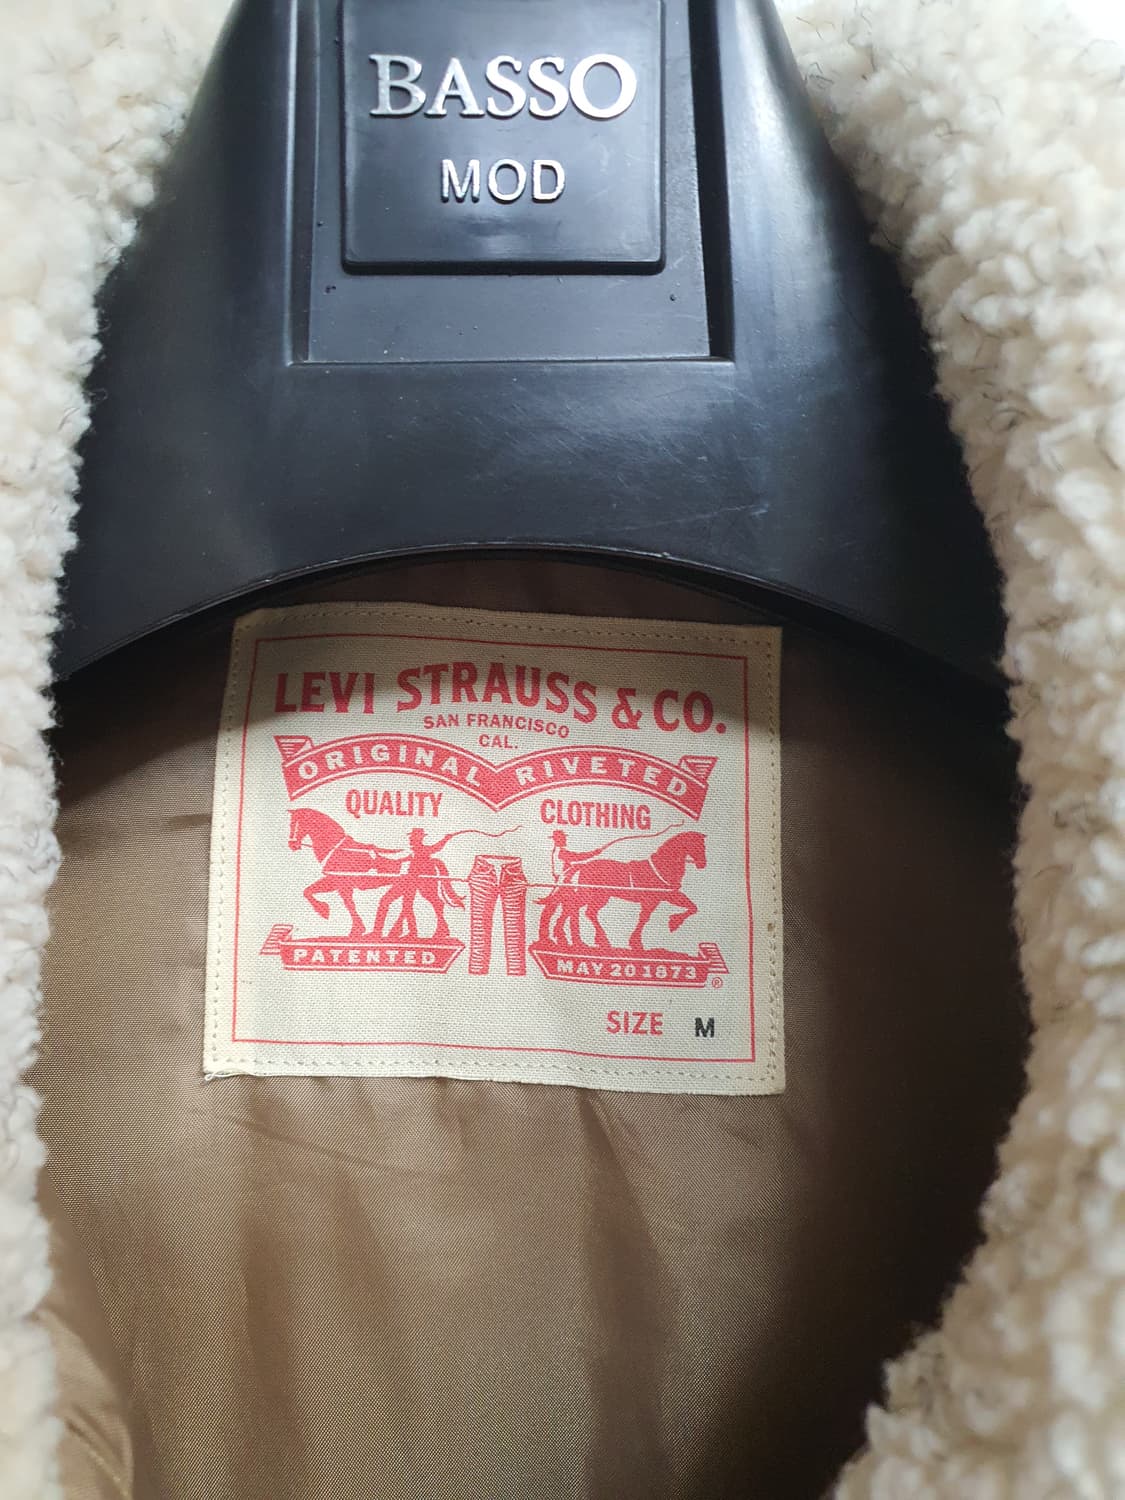 BASSO
MOD
LEVI STRAUSS & CO.
SAN FRANCISCO
CAL.
ORIGINAL RIVETED
QUALITY CLOTHING
PATENTED MAY 20 1873
®
SIZE M